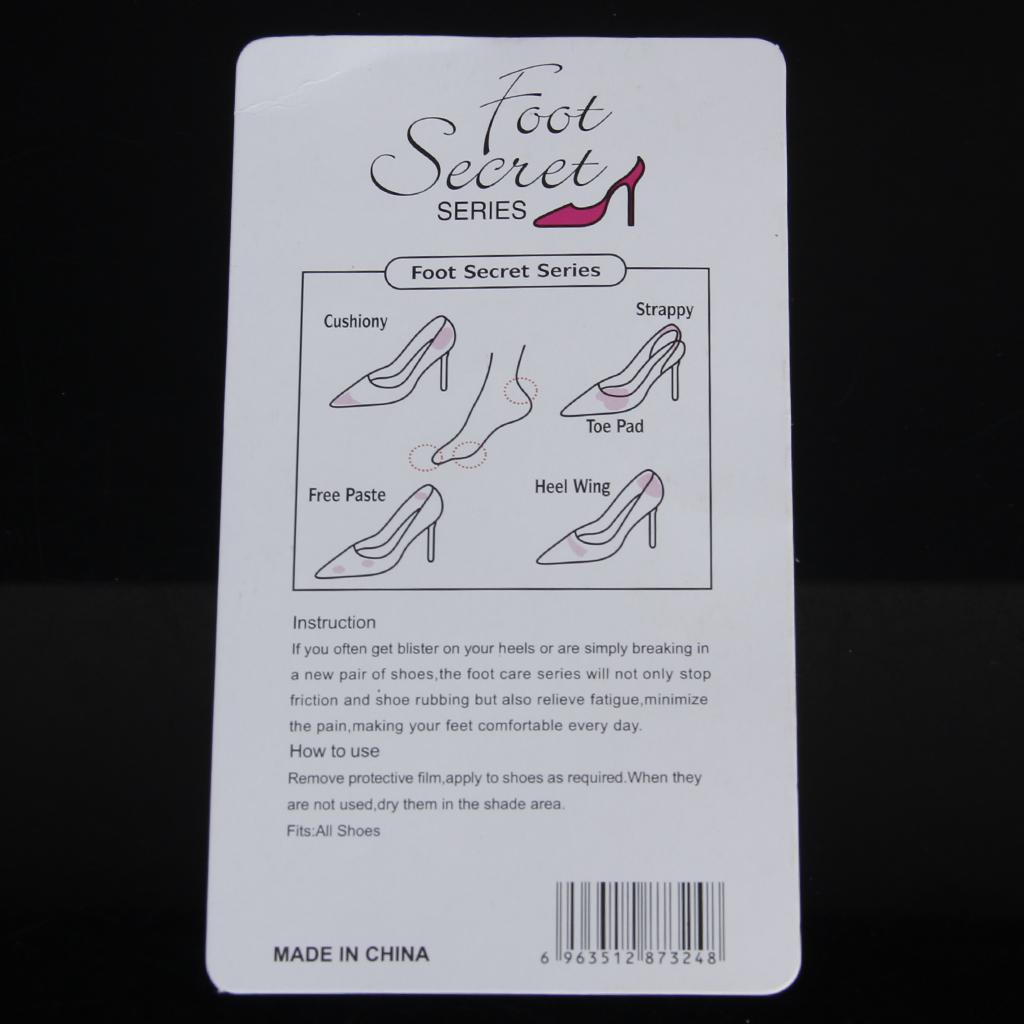 Foot
Secret
SERIES
Foot Secret Series
Cushiony
Strappy
Toe Pad
Free Paste
Heel Wing
Instruction
If you often get blister on your heels or are simply breaking in
a new pair of shoes,the foot care series will not only stop
friction and shoe rubbing but also relieve fatigue,minimize
the pain,making your feet comfortable every day.
How to use
Remove protective film,apply to shoes as required.When they
are not used,dry them in the shade area.
Fits:All Shoes
MADE IN CHINA
6 963512 873248